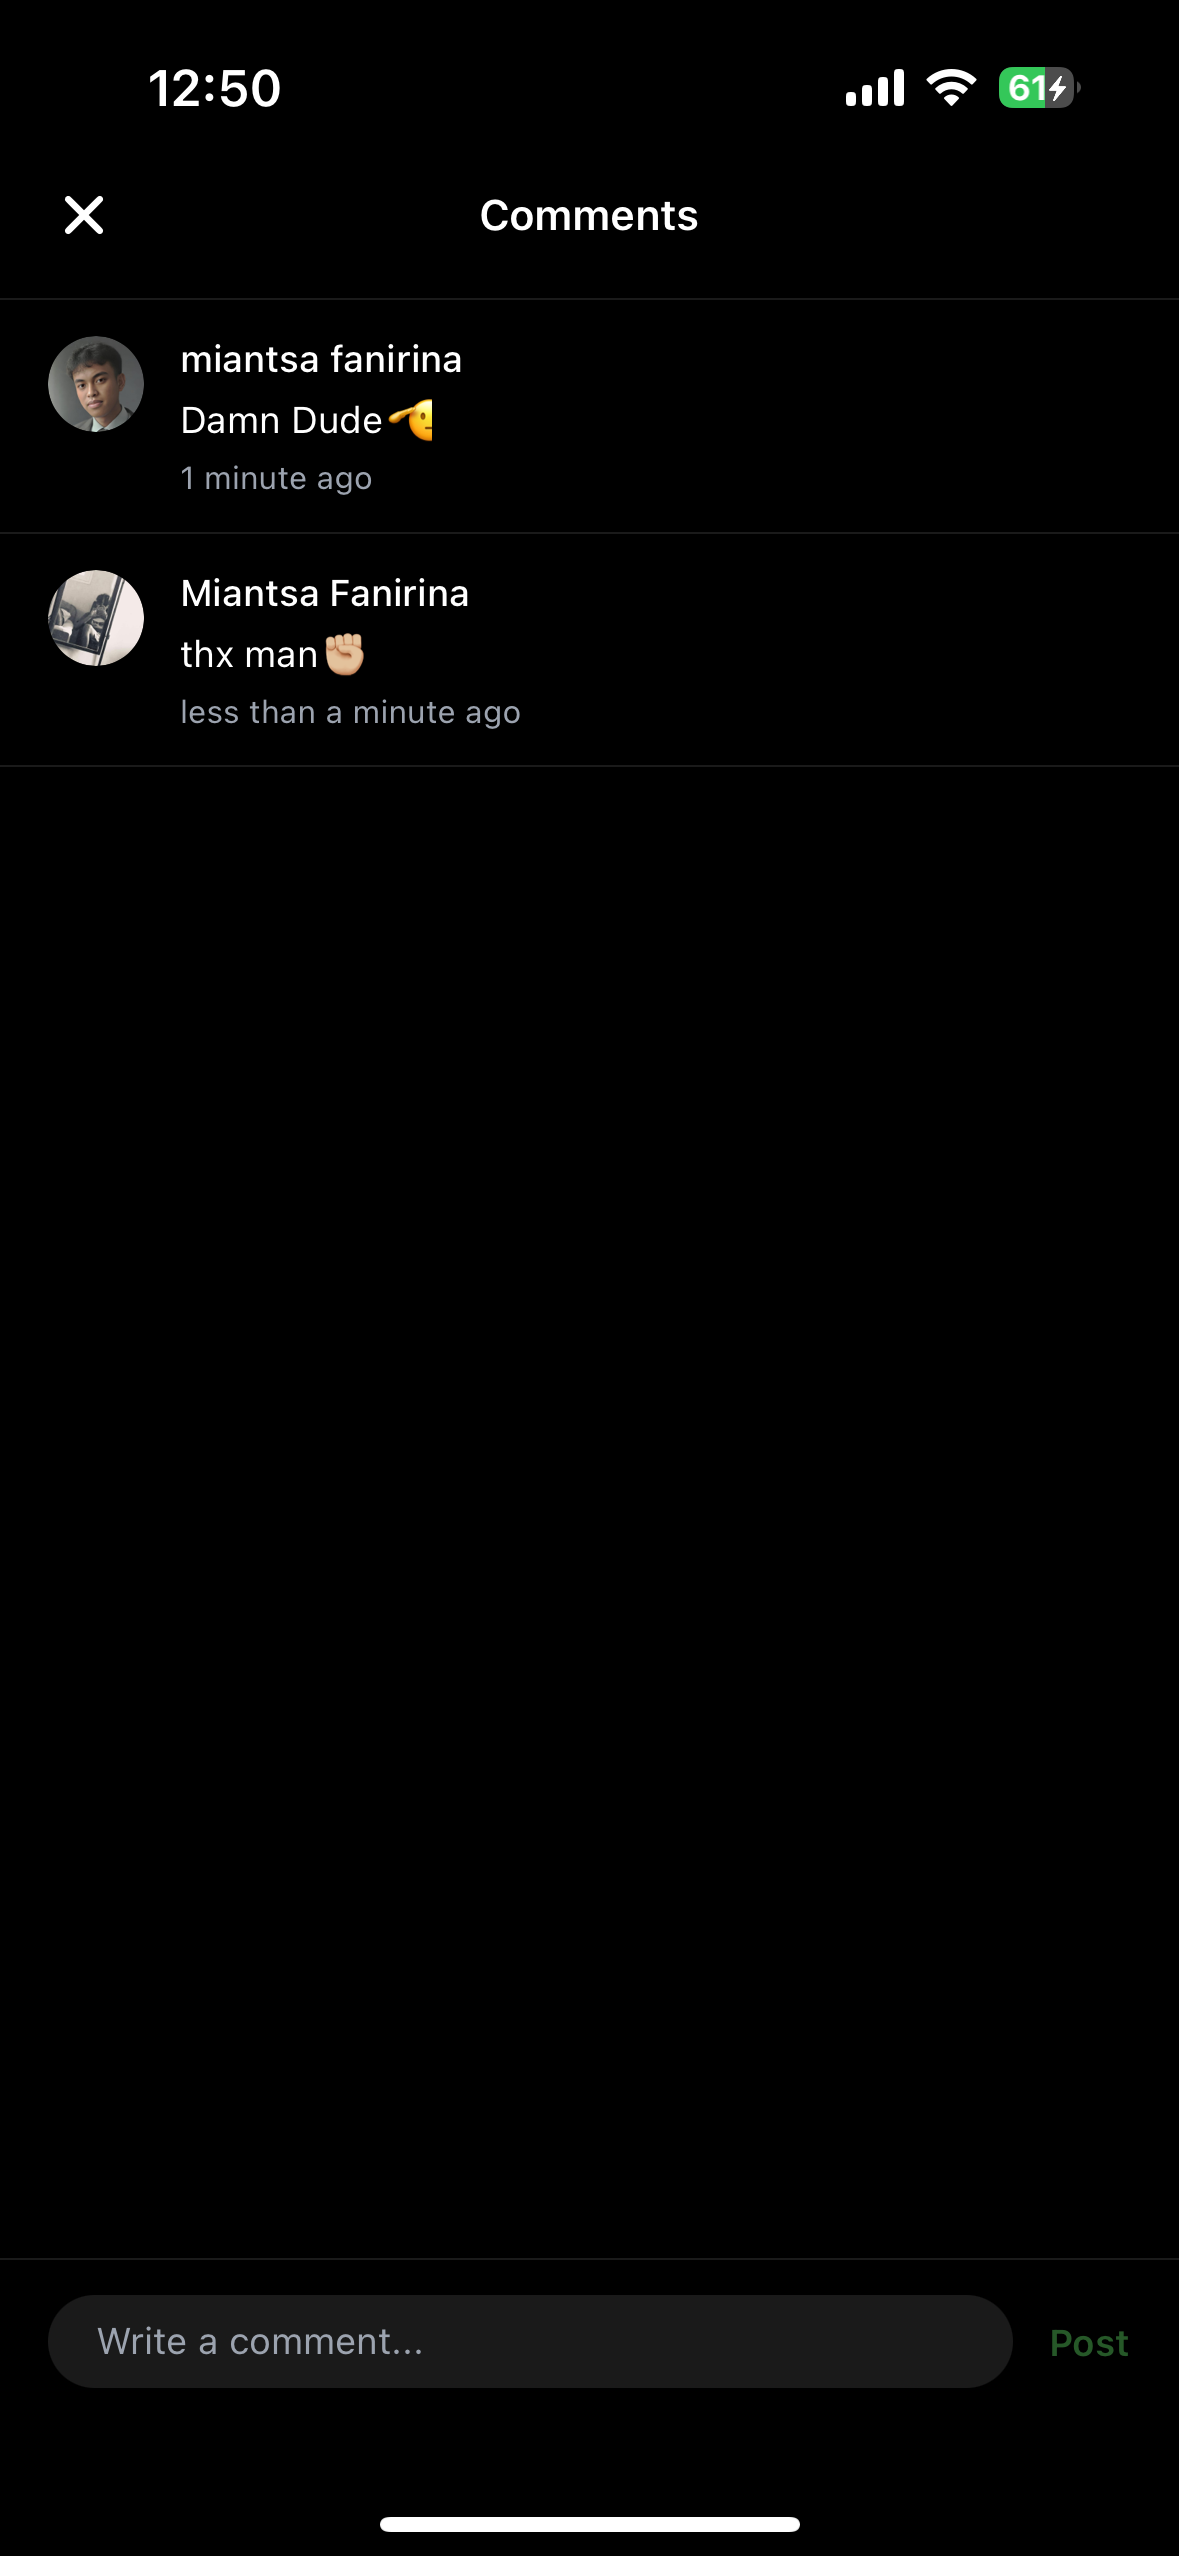 12:50
61
Comments
miantsa fanirina
Damn Dude🫡
1 minute ago
Miantsa Fanirina
thx man✊🏼
less than a minute ago
Write a comment...
Post